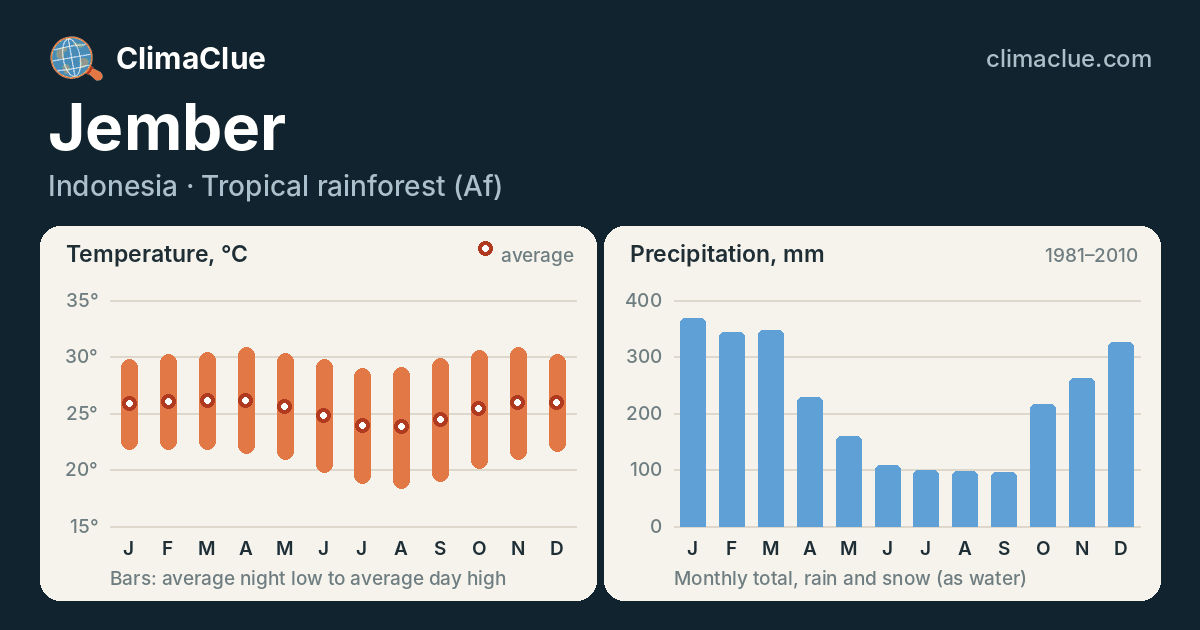 ClimaClue
climaclue.com
Jember
Indonesia · Tropical rainforest (Af)
Temperature, °C
average
35°
30°
25°
20°
15°
J F M A M J J A S O N D
Bars: average night low to average day high
Precipitation, mm
1981–2010
400
300
200
100
0
J F M A M J J A S O N D
Monthly total, rain and snow (as water)